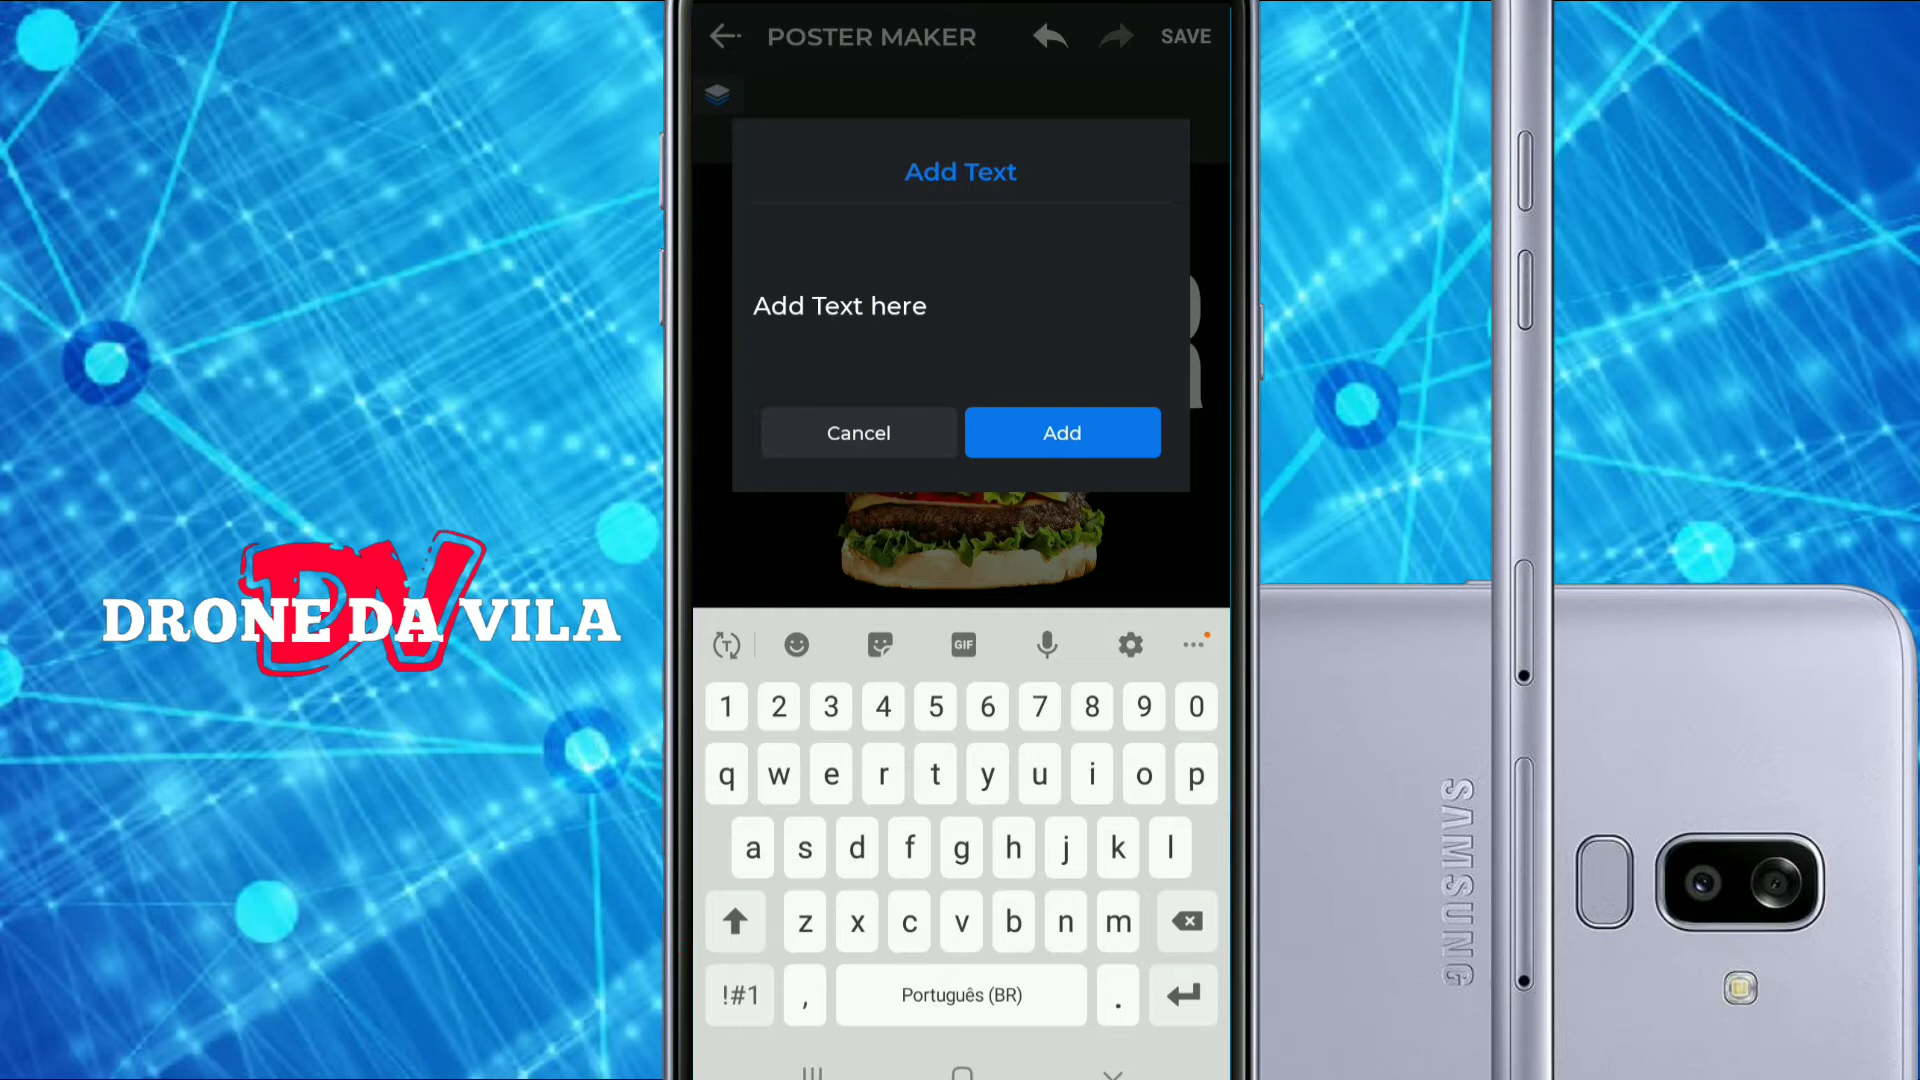 POSTER MAKER
SAVE
Add Text
Add Text here
Cancel
Add
DV
DRONE DA VILA
GIF
1 2 3 4 5 6 7 8 9 0
q w e r t y u i o p
a s d f g h j k l
z x c v b n m
!#1 , Português (BR) .
SAMSUNG